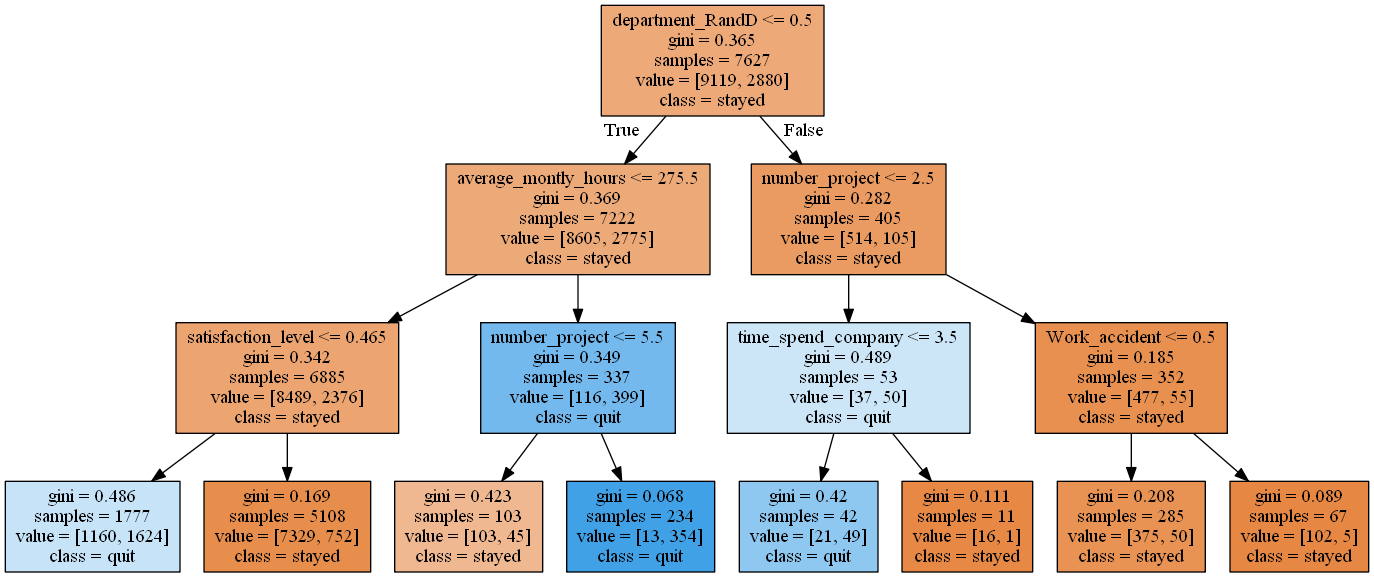 department_RandD <= 0.5
gini = 0.365
samples = 7627
value = [9119, 2880]
class = stayed
True
False
average_montly_hours <= 275.5
gini = 0.369
samples = 7222
value = [8605, 2775]
class = stayed
number_project <= 2.5
gini = 0.282
samples = 405
value = [514, 105]
class = stayed
satisfaction_level <= 0.465
gini = 0.342
samples = 6885
value = [8489, 2376]
class = stayed
number_project <= 5.5
gini = 0.349
samples = 337
value = [116, 399]
class = quit
time_spend_company <= 3.5
gini = 0.489
samples = 53
value = [37, 50]
class = quit
Work_accident <= 0.5
gini = 0.185
samples = 352
value = [477, 55]
class = stayed
gini = 0.486
samples = 1777
value = [1160, 1624]
class = quit
gini = 0.169
samples = 5108
value = [7329, 752]
class = stayed
gini = 0.423
samples = 103
value = [103, 45]
class = stayed
gini = 0.068
samples = 234
value = [13, 354]
class = quit
gini = 0.42
samples = 42
value = [21, 49]
class = quit
gini = 0.111
samples = 11
value = [16, 1]
class = stayed
gini = 0.208
samples = 285
value = [375, 50]
class = stayed
gini = 0.089
samples = 67
value = [102, 5]
class = stayed